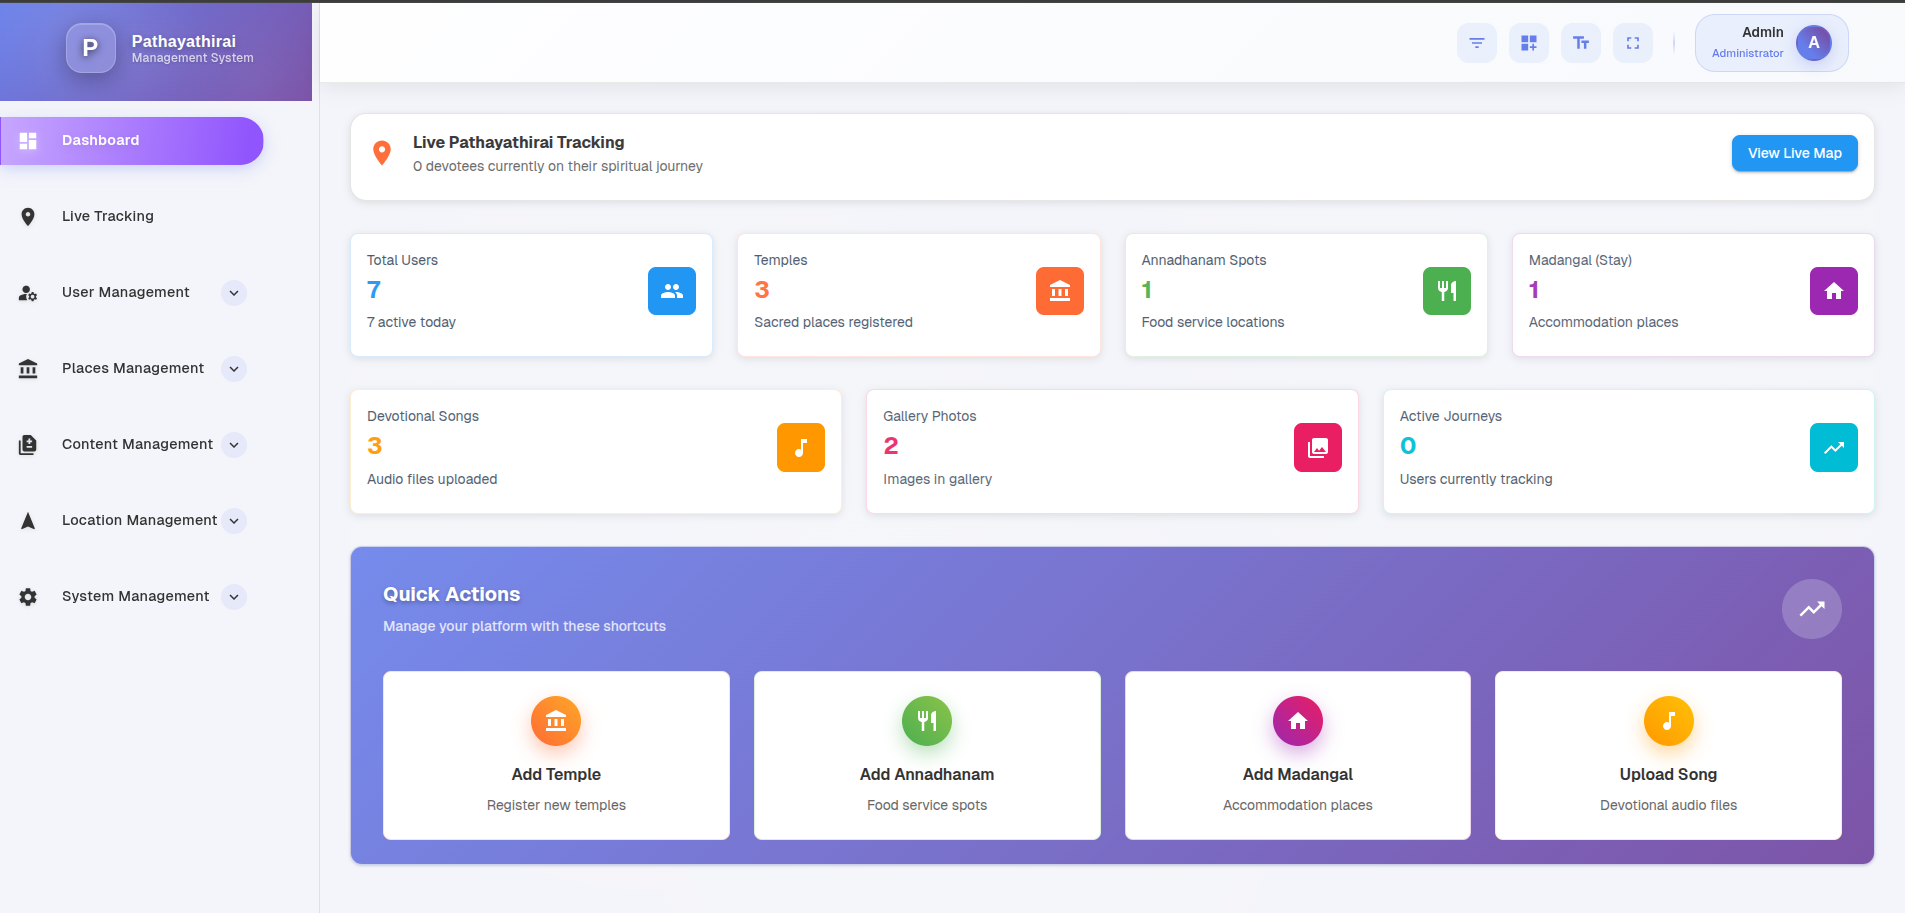 P
Pathayathirai
Management System
Admin
Administrator
A
Dashboard
Live Tracking
User Management
Places Management
Content Management
Location Management
System Management
Live Pathayathirai Tracking
0 devotees currently on their spiritual journey
View Live Map
Total Users
7
7 active today
Temples
3
Sacred places registered
Annadhanam Spots
1
Food service locations
Madangal (Stay)
1
Accommodation places
Devotional Songs
3
Audio files uploaded
Gallery Photos
2
Images in gallery
Active Journeys
0
Users currently tracking
Quick Actions
Manage your platform with these shortcuts
Add Temple
Register new temples
Add Annadhanam
Food service spots
Add Madangal
Accommodation places
Upload Song
Devotional audio files